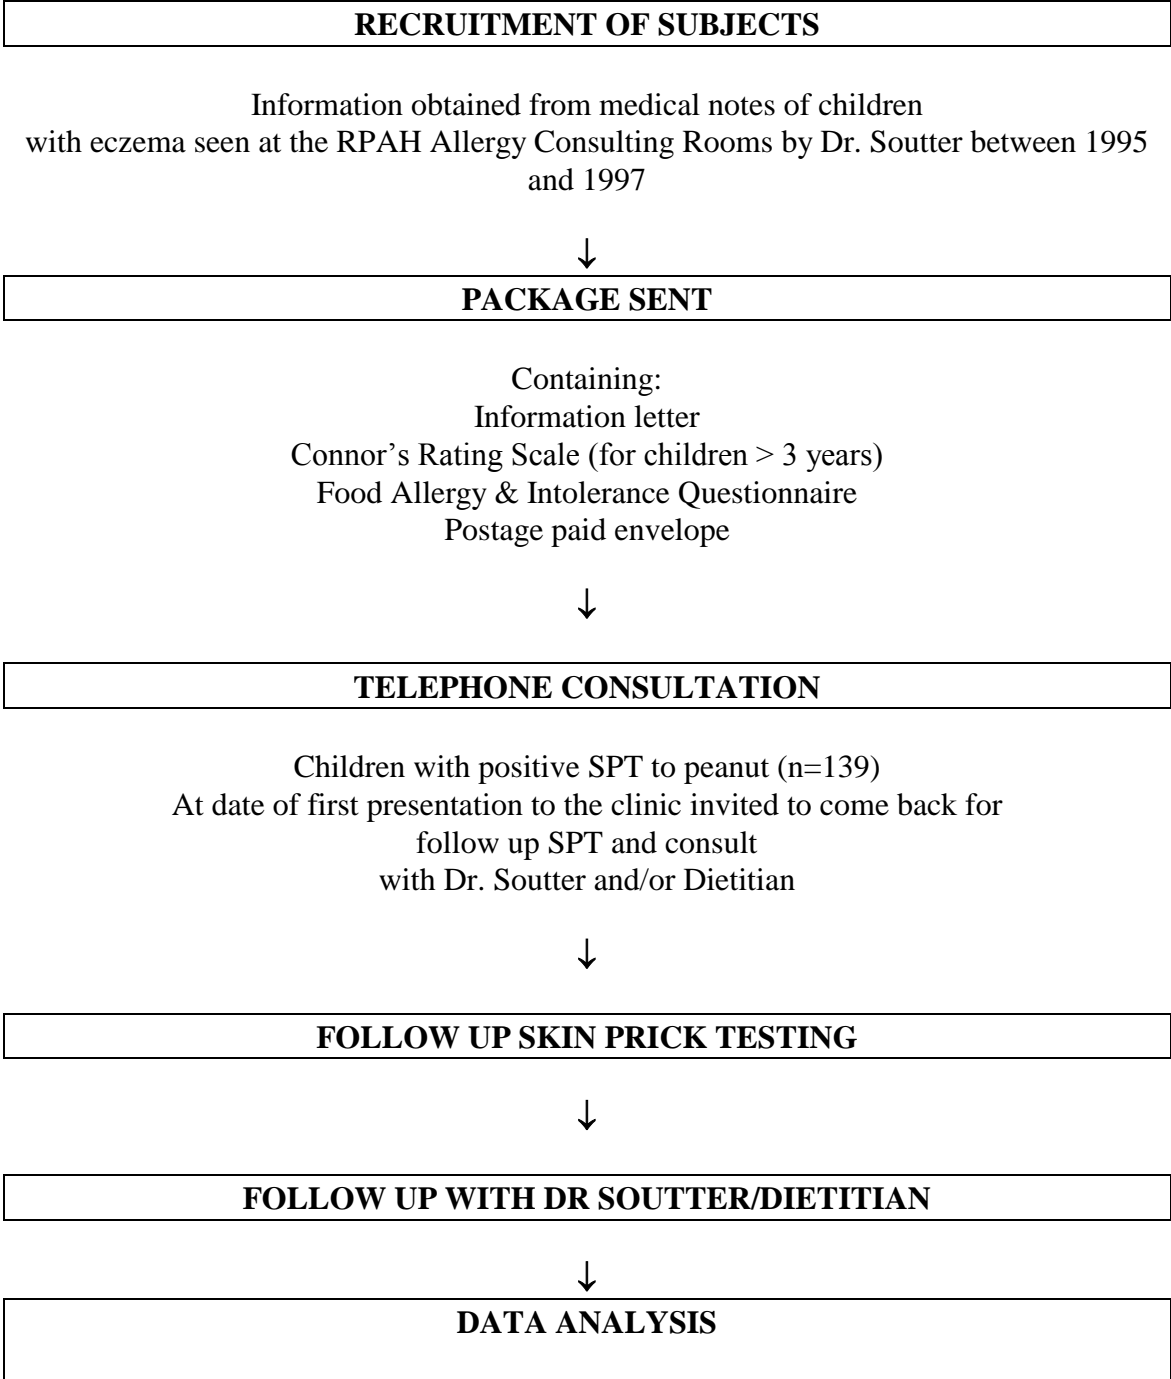 RECRUITMENT OF SUBJECTS
Information obtained from medical notes of children
with eczema seen at the RPAH Allergy Consulting Rooms by Dr. Soutter between 1995
and 1997
↓
PACKAGE SENT
Containing:
Information letter
Connor’s Rating Scale (for children > 3 years)
Food Allergy & Intolerance Questionnaire
Postage paid envelope
↓
TELEPHONE CONSULTATION
Children with positive SPT to peanut (n=139)
At date of first presentation to the clinic invited to come back for
follow up SPT and consult
with Dr. Soutter and/or Dietitian
↓
FOLLOW UP SKIN PRICK TESTING
↓
FOLLOW UP WITH DR SOUTTER/DIETITIAN
↓
DATA ANALYSIS